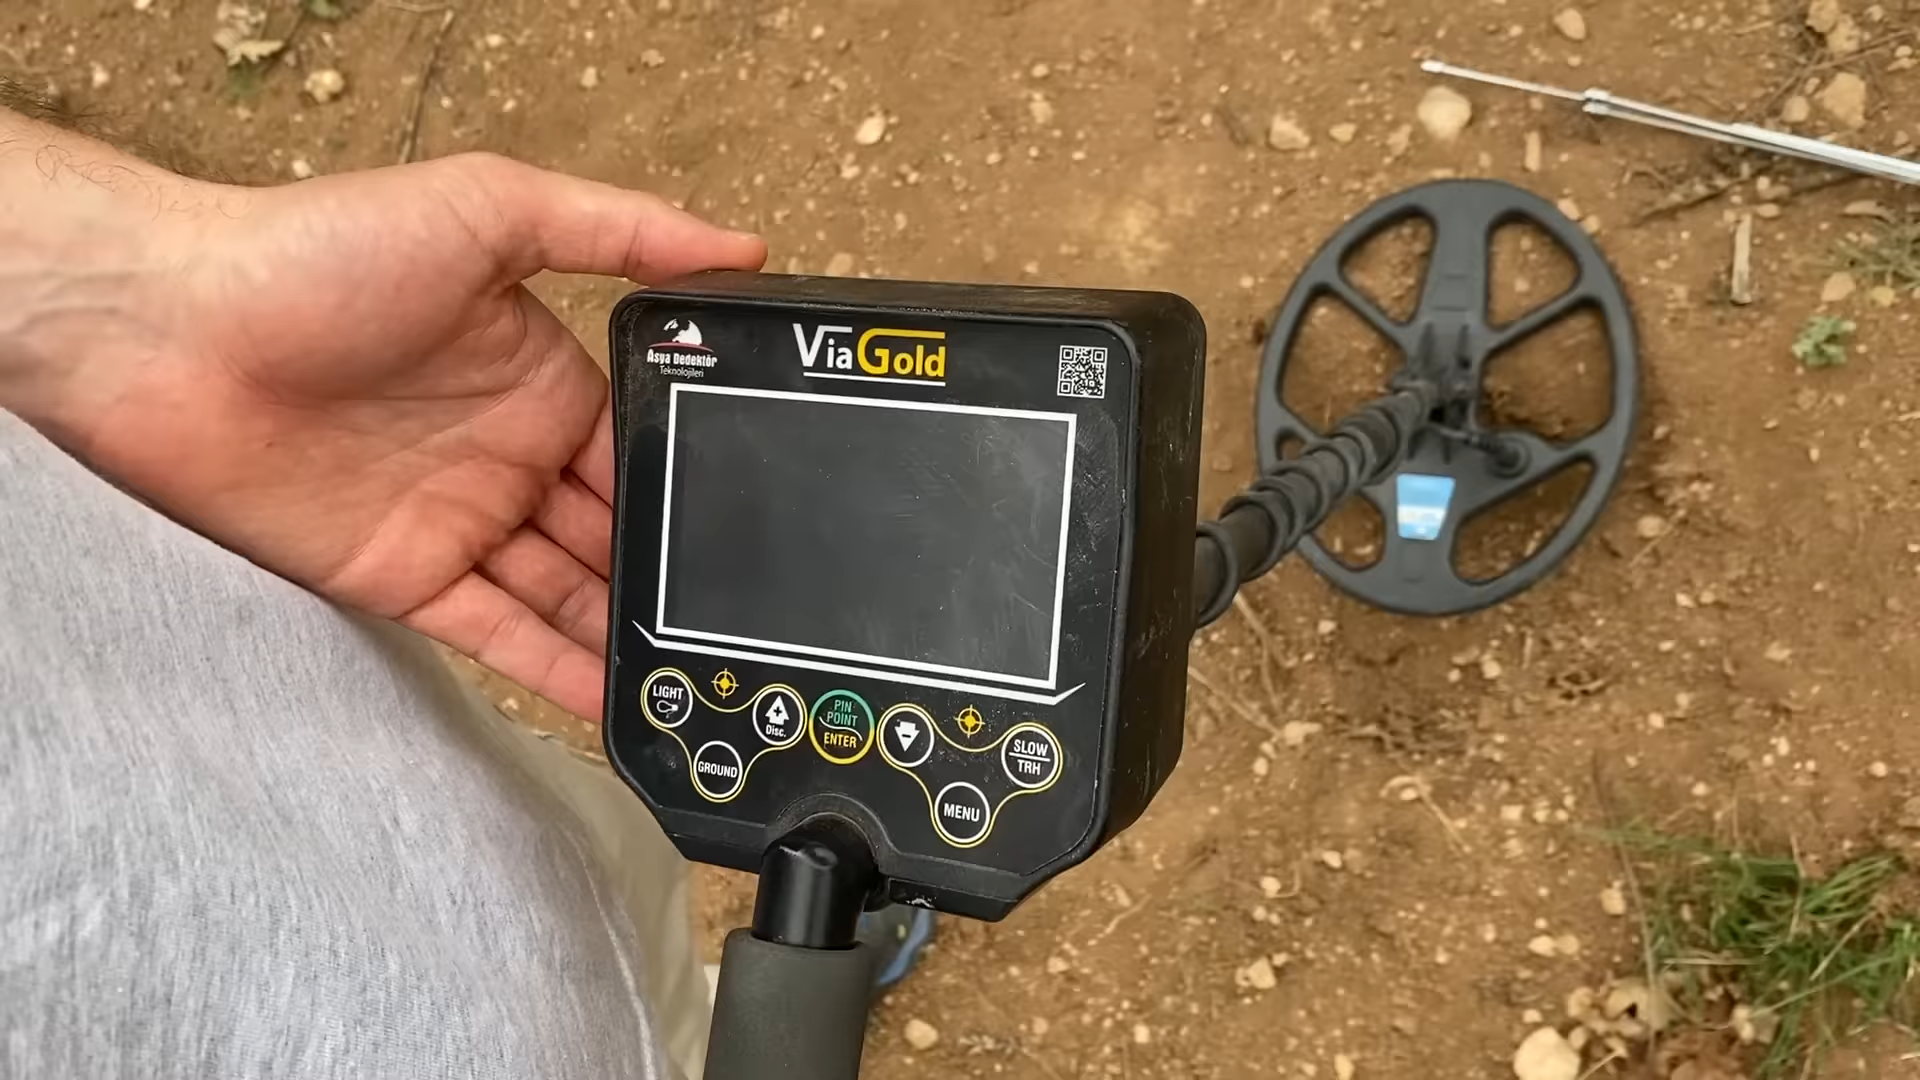 Asya Dedektör
Teknolojileri
ViaGold
LIGHT
Disc.
PIN
POINT
ENTER
SLOW
TRH
GROUND
MENU